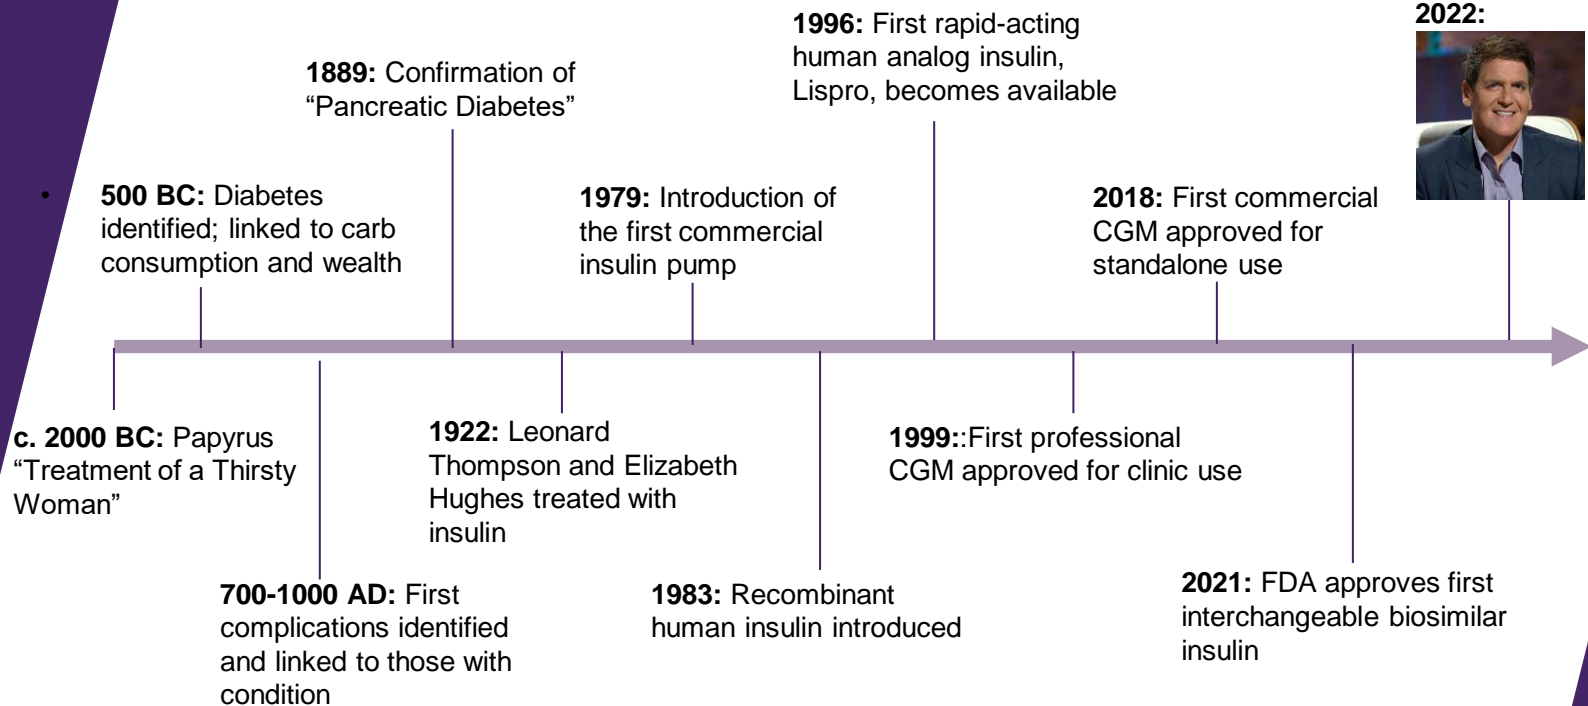 c. 2000 BC: Papyrus
“Treatment of a Thirsty
Woman”
• 500 BC: Diabetes
identified; linked to carb
consumption and wealth
700-1000 AD: First
complications identified
and linked to those with
condition
1889: Confirmation of
“Pancreatic Diabetes”
1922: Leonard
Thompson and Elizabeth
Hughes treated with
insulin
1979: Introduction of
the first commercial
insulin pump
1983: Recombinant
human insulin introduced
1996: First rapid-acting
human analog insulin,
Lispro, becomes available
1999::First professional
CGM approved for clinic use
2018: First commercial
CGM approved for
standalone use
2021: FDA approves first
interchangeable biosimilar
insulin
2022: